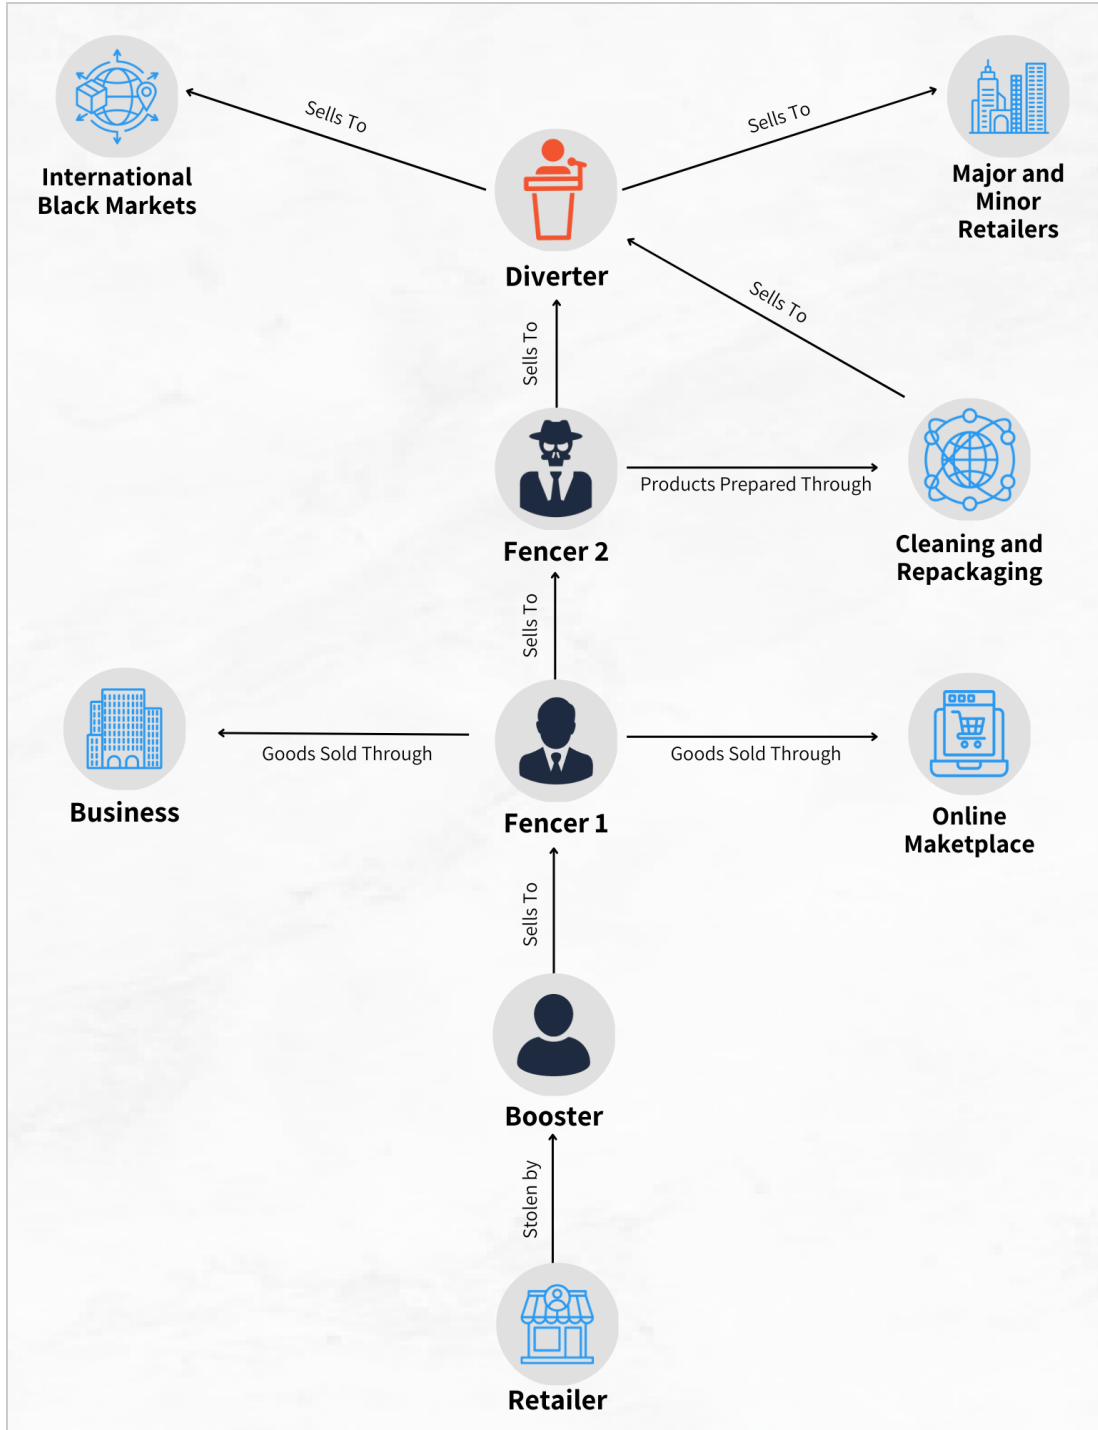 Sells To
Sells To
International
Black Markets
Major and
Minor
Retailers
Diverter
Sells To
Sells To
Products Prepared Through
Fencer 2
Cleaning and
Repackaging
Sells To
Goods Sold Through
Goods Sold Through
Business
Fencer 1
Online
Maketplace
Sells To
Booster
Stolen by
Retailer